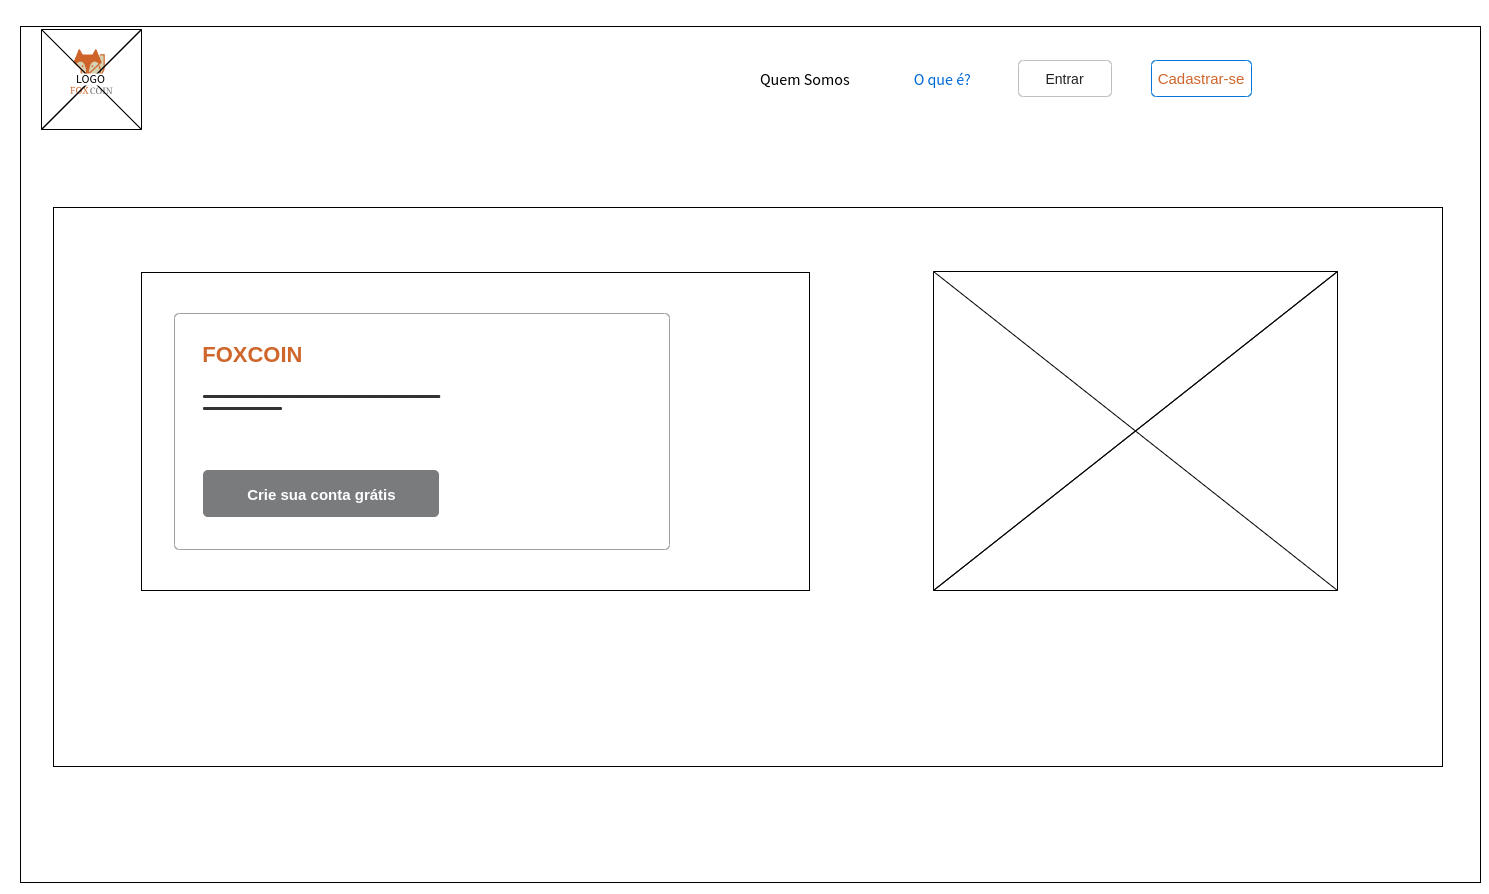 LOGO
FOX COIN
Quem Somos
O que é?
Entrar
Cadastrar-se
FOXCOIN
Crie sua conta grátis